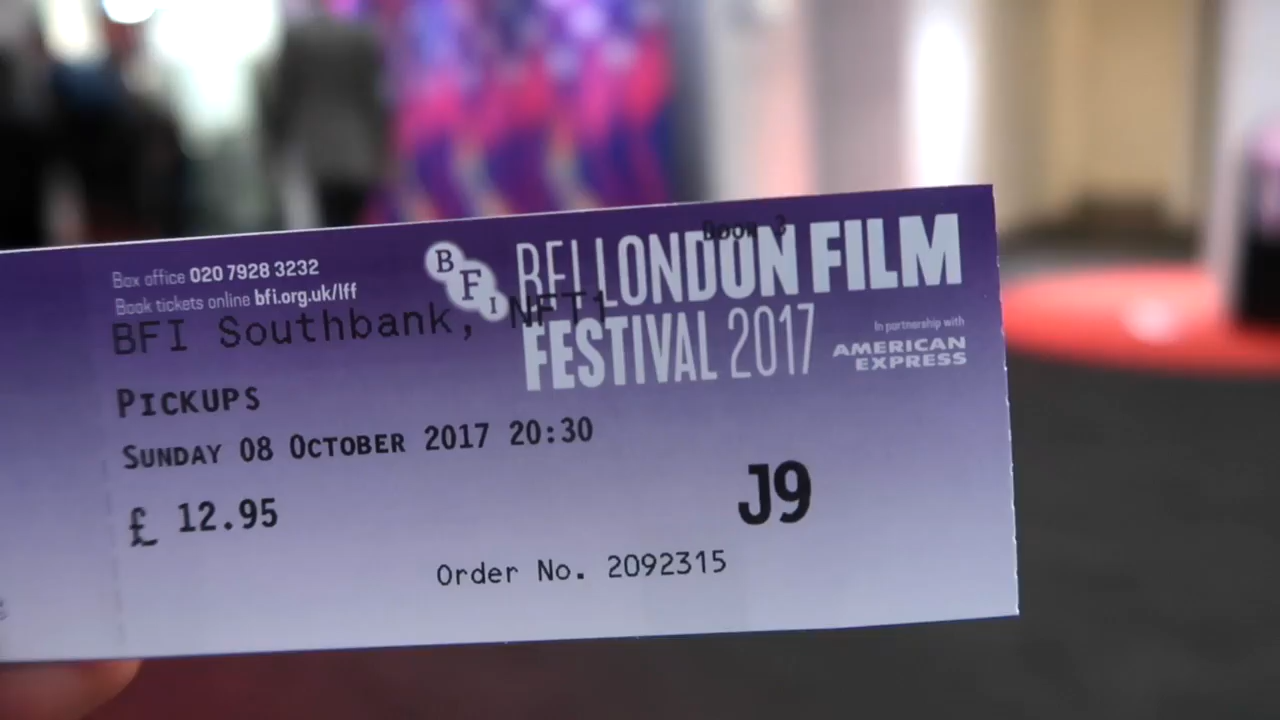 Box office 020 7928 3232
Book tickets online bfi.org.uk/lff
BFI
BFI LONDON FILM
FESTIVAL 2017
In partnership with
AMERICAN
EXPRESS
Door 3
BFI Southbank, NFT1
PICKUPS
SUNDAY 08 OCTOBER 2017 20:30
£ 12.95
J9
Order No. 2092315